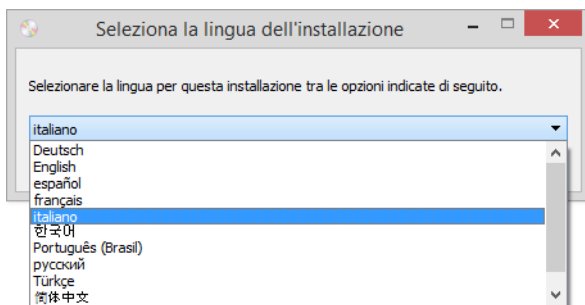 Seleziona la lingua dell'installazione
Selezionare la lingua per questa installazione tra le opzioni indicate di seguito.
italiano
Deutsch
English
español
français
italiano
한국어
Português (Brasil)
русский
Türkçe
简体中文